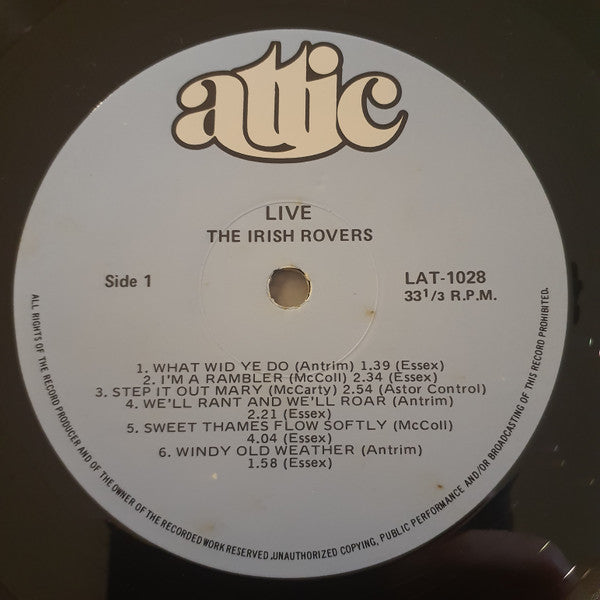 attic
LIVE
THE IRISH ROVERS
Side 1
LAT-1028
33 1/3 R.P.M.
1. WHAT WID YE DO (Antrim) 1.39 (Essex)
2. I'M A RAMBLER (McColl) 2.34 (Essex)
3. STEP IT OUT MARY (McCarty) 2.54 (Astor Control)
4. WE'LL RANT AND WE'LL ROAR (Antrim)
2.21 (Essex)
5. SWEET THAMES FLOW SOFTLY (McColl)
4.04 (Essex)
6. WINDY OLD WEATHER (Antrim)
1.58 (Essex)
ALL RIGHTS OF THE RECORD PRODUCER AND OF THE OWNER OF THE RECORDED WORK RESERVED .UNAUTHORIZED COPYING, PUBLIC PERFORMANCE AND/OR BROADCASTING OF THIS RECORD PROHIBITED.